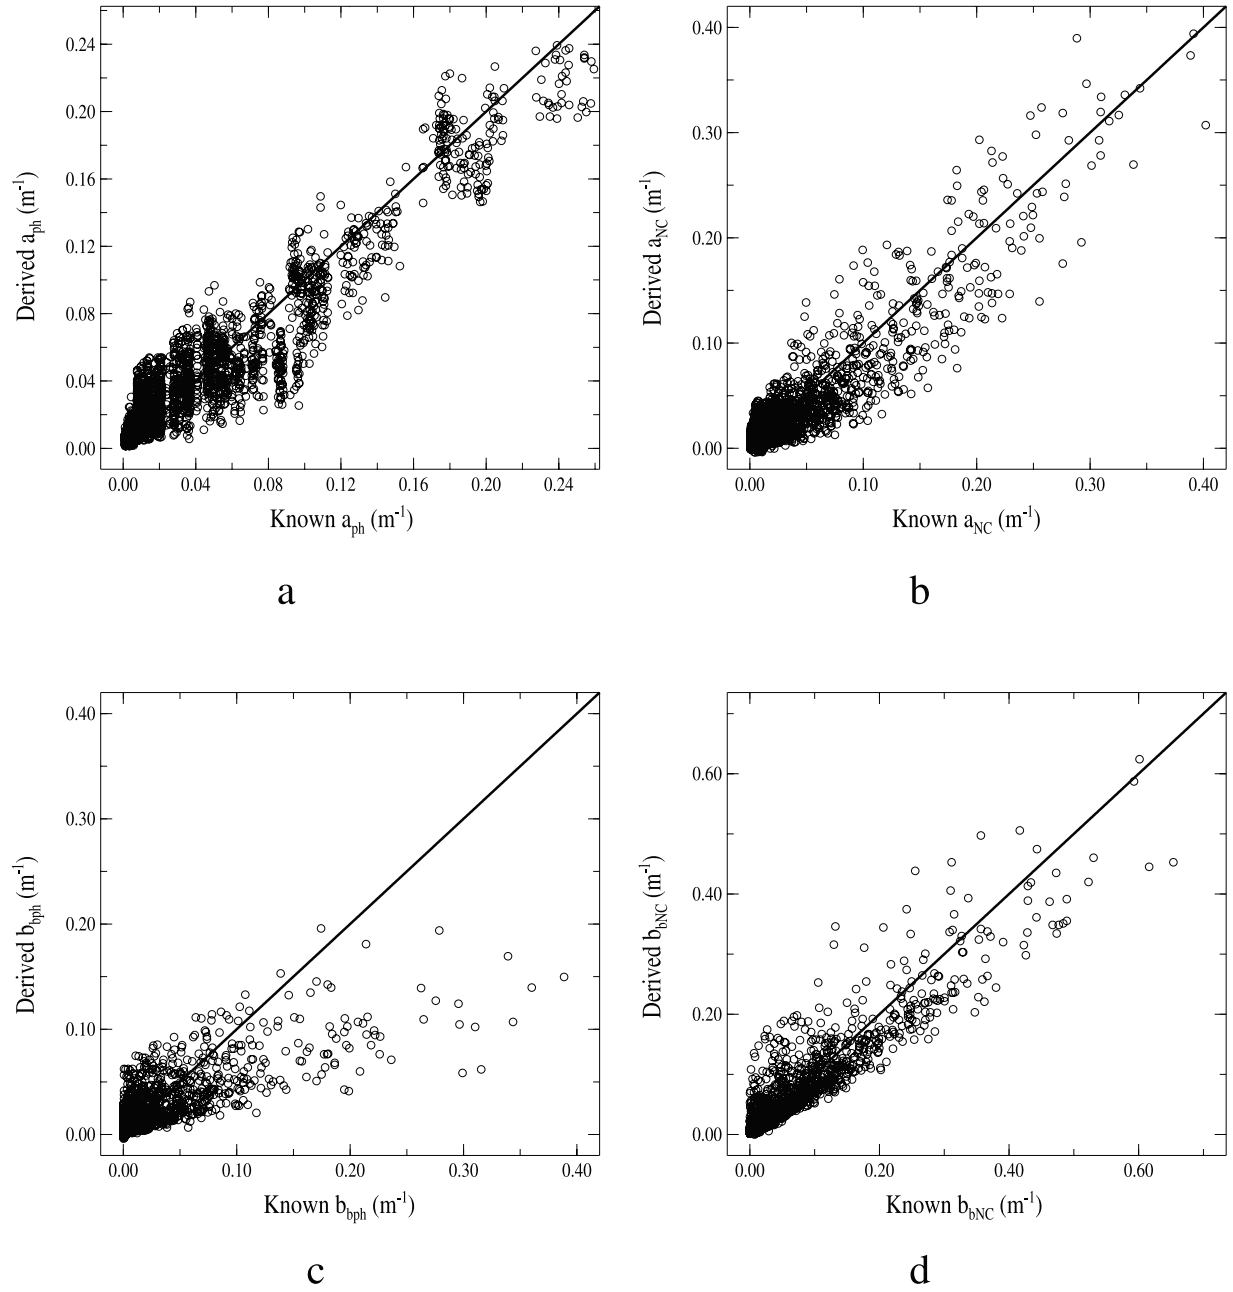 0.24
0.20
0.16
0.12
0.08
0.04
0.00
Derived a_ph (m⁻¹)
0.00 0.04 0.08 0.12 0.16 0.20 0.24
Known a_ph (m⁻¹)
a
0.40
0.30
0.20
0.10
0.00
Derived a_NC (m⁻¹)
0.00 0.10 0.20 0.30 0.40
Known a_NC (m⁻¹)
b
0.40
0.30
0.20
0.10
0.00
Derived b_bph (m⁻¹)
0.00 0.10 0.20 0.30 0.40
Known b_bph (m⁻¹)
c
0.60
0.40
0.20
0.00
Derived b_bNC (m⁻¹)
0.00 0.20 0.40 0.60
Known b_bNC (m⁻¹)
d